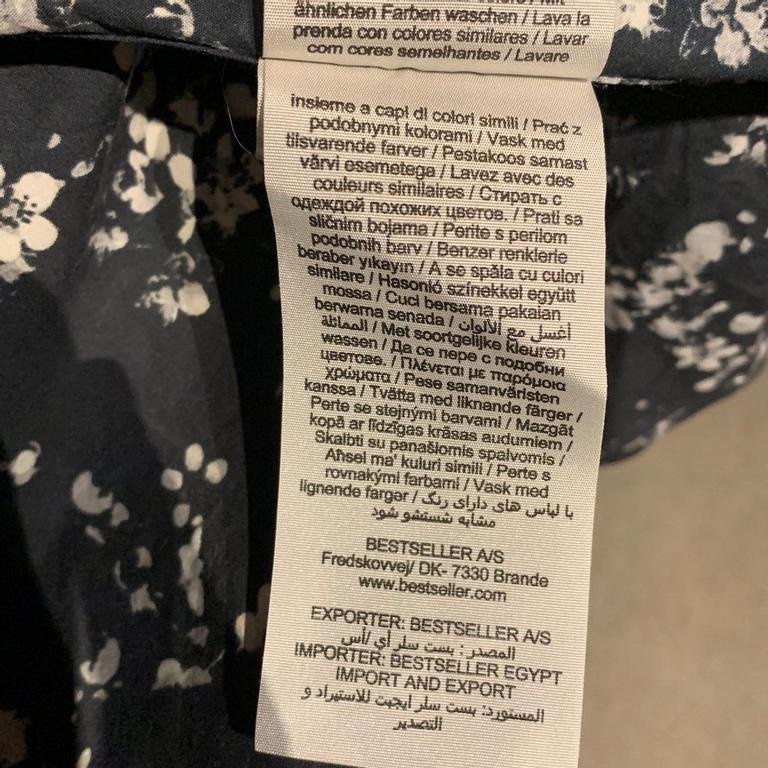 ähnlichen Farben waschen / Lava la
prenda con colores similares / Lavar
com cores semelhantes / Lavare
insieme a capi di colori simili / Prać z
podobnymi kolorami / Vask med
tilsvarende farver / Pestakoos samast
värvi esemetega / Lavez avec des
couleurs similaires / Стирать с
одеждой похожих цветов. / Prati sa
sličnim bojama / Perite s perilom
podobnih barv / Benzer renklerle
beraber yıkayın / A se spăla cu culori
similare / Hasonló színekkel együtt
mossa / Cuci bersama pakaian
berwarna senada / أغسل مع الألوان
المماثلة / Met soortgelijke kleuren
wassen / Да се пере с подобни
цветове. / Πλένεται με παρόμοια
χρώματα / Pese samanväristen
kanssa / Tvätta med liknande färger /
Perte se stejnými barvami / Mazgāt
kopā ar līdzīgas krāsas audumiem /
Skalbti su panašiomis spalvomis /
Aħsel ma' kuluri simili / Perte s
rovnakými farbami / Vask med
lignende farger / با لباس های دارای رنگ
مشابه شستشو شود
BESTSELLER A/S
Fredskovvej/ DK- 7330 Brande
www.bestseller.com
EXPORTER: BESTSELLER A/S
المصدر: بست سلر أي /أس
IMPORTER: BESTSELLER EGYPT
IMPORT AND EXPORT
المستورد: بست سلر ايجبت للاستيراد و
التصدير